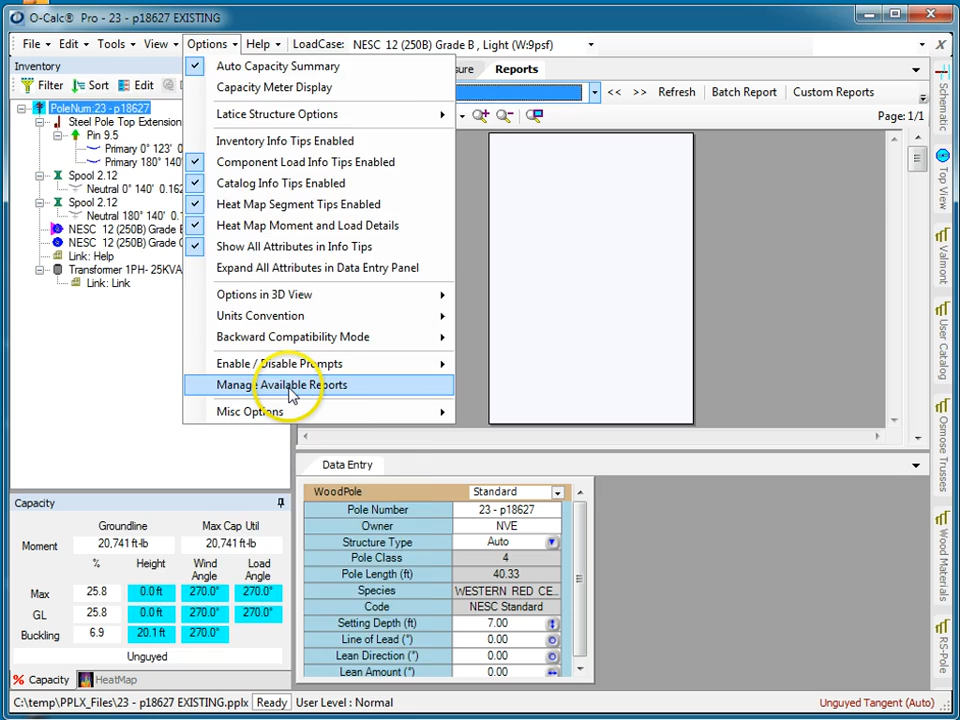 O-Calc® Pro - 23 - p18627 EXISTING
File Edit Tools View Options Help LoadCase: NESC 12 (250B) Grade B , Light (W:9psf)
Inventory
Filter Sort Edit
PoleNum:23 - p18627
Steel Pole Top Extension
Pin 9.5
Primary 0° 123'
Primary 180° 140'
Spool 2.12
Neutral 0° 140' 0.162
Spool 2.12
Neutral 180° 140'
NESC 12 (250B) Grade
NESC 12 (250B) Grade
Link: Help
Transformer 1PH- 25KVA
Link: Link
Auto Capacity Summary
Capacity Meter Display
Latice Structure Options
Inventory Info Tips Enabled
Component Load Info Tips Enabled
Catalog Info Tips Enabled
Heat Map Segment Tips Enabled
Heat Map Moment and Load Details
Show All Attributes in Info Tips
Expand All Attributes in Data Entry Panel
Options in 3D View
Units Convention
Backward Compatibility Mode
Enable / Disable Prompts
Manage Available Reports
Misc Options
sure Reports
<< >> Refresh Batch Report Custom Reports
Page: 1/1
Schematic
Top View
Valmont
User Catalog
Osmose Trusses
Wood Materials
RS-Pole
Data Entry
WoodPole Standard
Pole Number 23 - p18627
Owner NVE
Structure Type Auto
Pole Class 4
Pole Length (ft) 40.33
Species WESTERN RED CE...
Code NESC Standard
Setting Depth (ft) 7.00
Line of Lead (°) 0.00
Lean Direction (°) 0.00
Lean Amount (°) 0.00
Capacity
Groundline Max Cap Util
Moment 20,741 ft-lb 20,741 ft-lb
% Height Wind Angle Load Angle
Max 25.8 0.0 ft 270.0° 270.0°
GL 25.8 0.0 ft 270.0° 270.0°
Buckling 6.9 20.1 ft 270.0°
Unguyed
Capacity HeatMap
C:\temp\PPLX_Files\23 - p18627 EXISTING.pplx Ready User Level : Normal Unguyed Tangent (Auto)